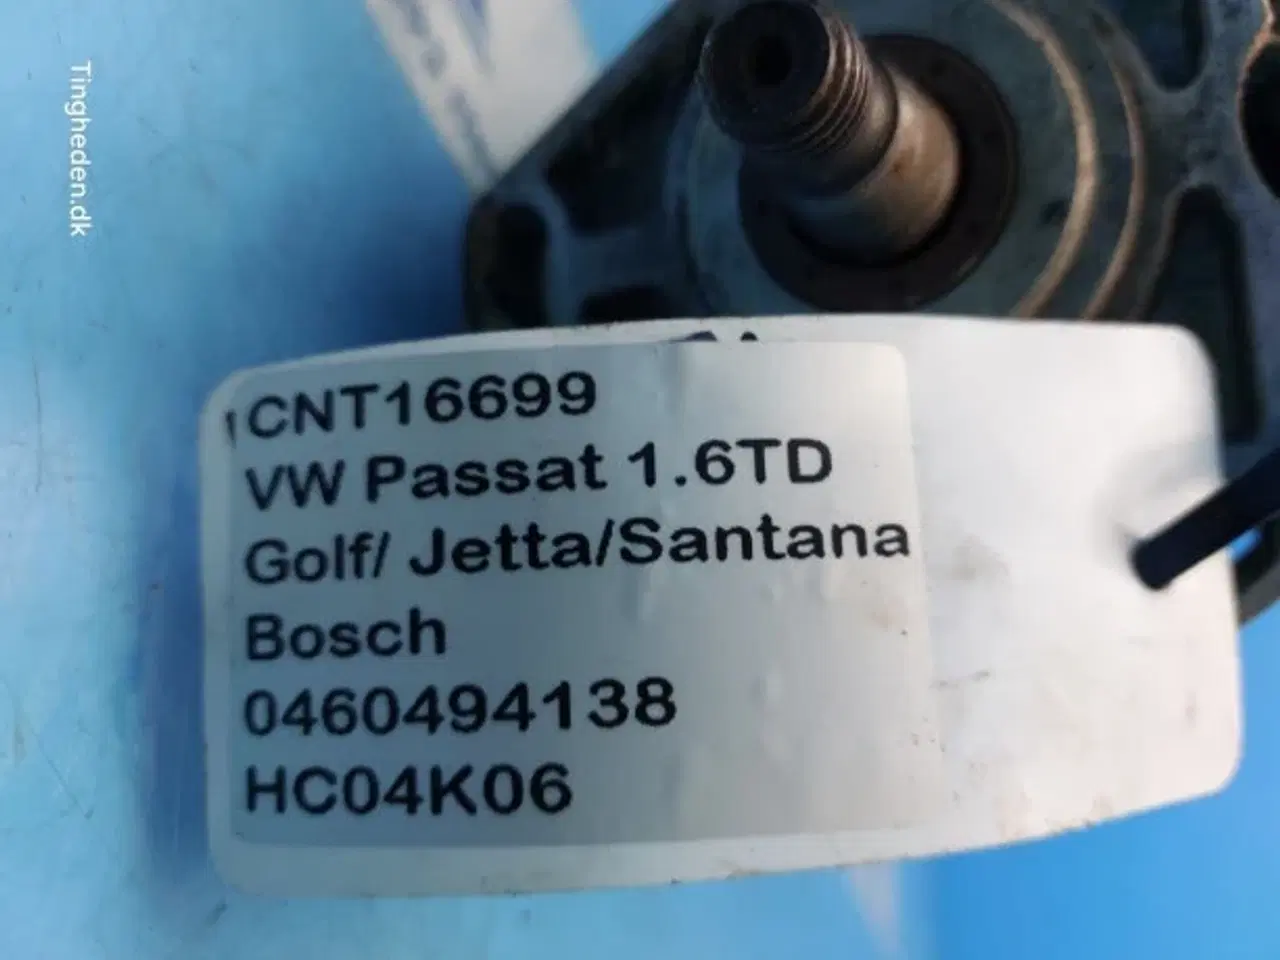 Tingheden.dk
CNT16699
VW Passat 1.6TD
Golf/ Jetta/Santana
Bosch
0460494138
HC04K06